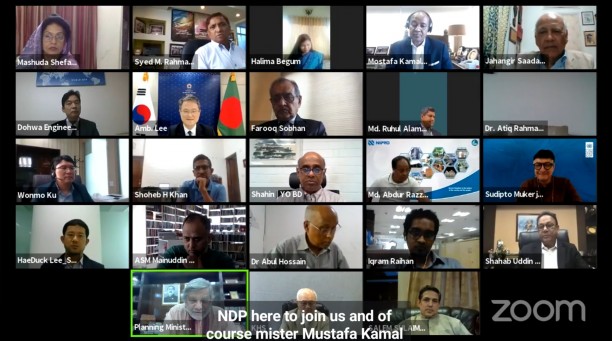 Mashuda Shefa...
Syed M. Rahma...
Halima Begum
Mostafa Kamal...
Jahangir Saada...
Dohwa Enginee...
Amb. Lee
Farooq Sobhan
Md. Ruhul Alam...
Dr. Atiq Rahma...
Wonmo Ku
Shoheb H Khan
Shahin YO BD
Md. Abdur Razz...
Sudipto Mukerj...
HaeDuck Lee_S...
ASM Mainuddin ...
Dr Abul Hossain
Iqram Raihan
Shahab Uddin ...
Planning Minist...
NDP here to join us and of
course mister Mustafa Kamal
zoom